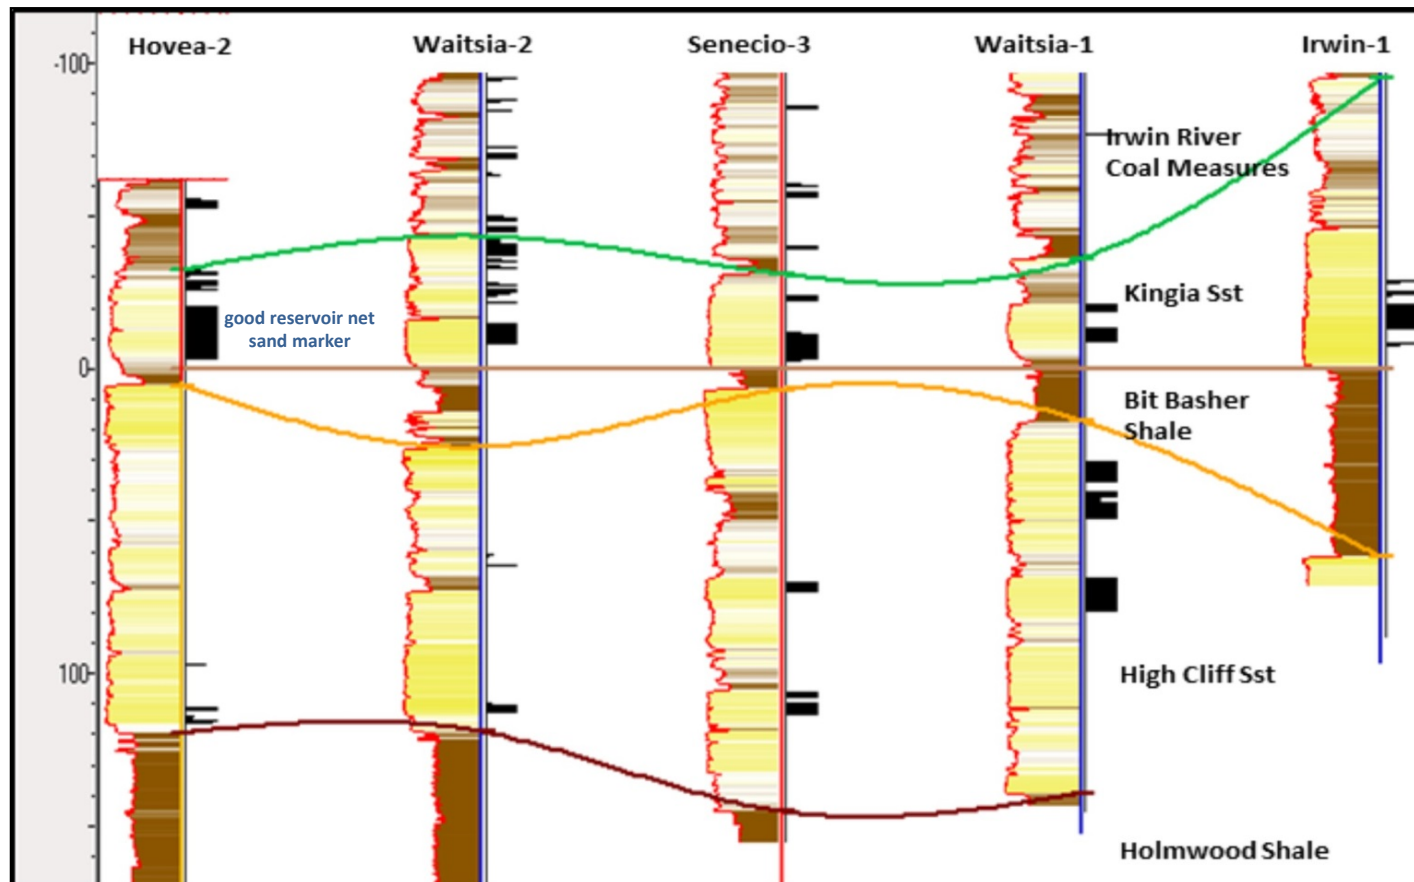 Hovea-2
Waitsia-2
Senecio-3
Waitsia-1
Irwin-1
-100
Irwin River
Coal Measures
Kingia Sst
good reservoir net
sand marker
0
Bit Basher
Shale
100
High Cliff Sst
Holmwood Shale